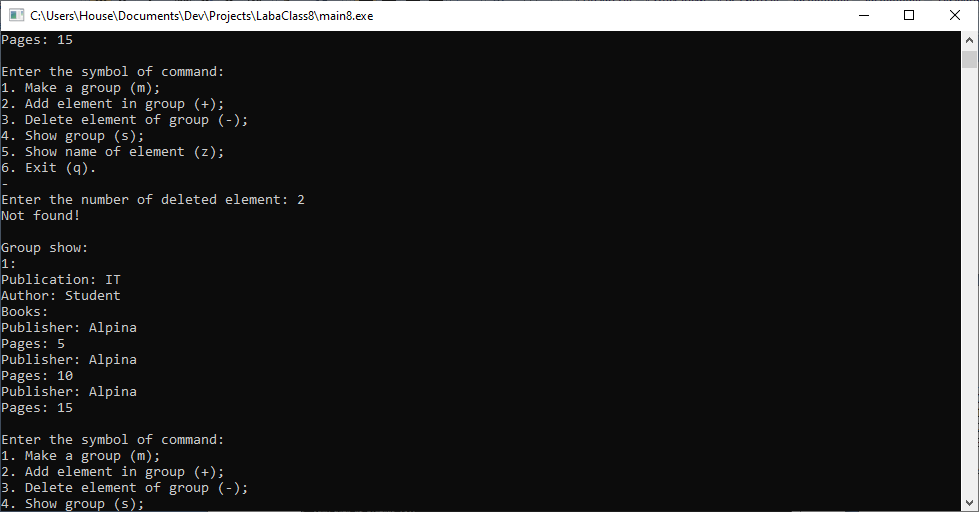 C:\Users\House\Documents\Dev\Projects\LabaClass8\main8.exe
Pages: 15
Enter the symbol of command:
1. Make a group (m);
2. Add element in group (+);
3. Delete element of group (-);
4. Show group (s);
5. Show name of element (z);
6. Exit (q).
-
Enter the number of deleted element: 2
Not found!
Group show:
1:
Publication: IT
Author: Student
Books:
Publisher: Alpina
Pages: 5
Publisher: Alpina
Pages: 10
Publisher: Alpina
Pages: 15
Enter the symbol of command:
1. Make a group (m);
2. Add element in group (+);
3. Delete element of group (-);
4. Show group (s);